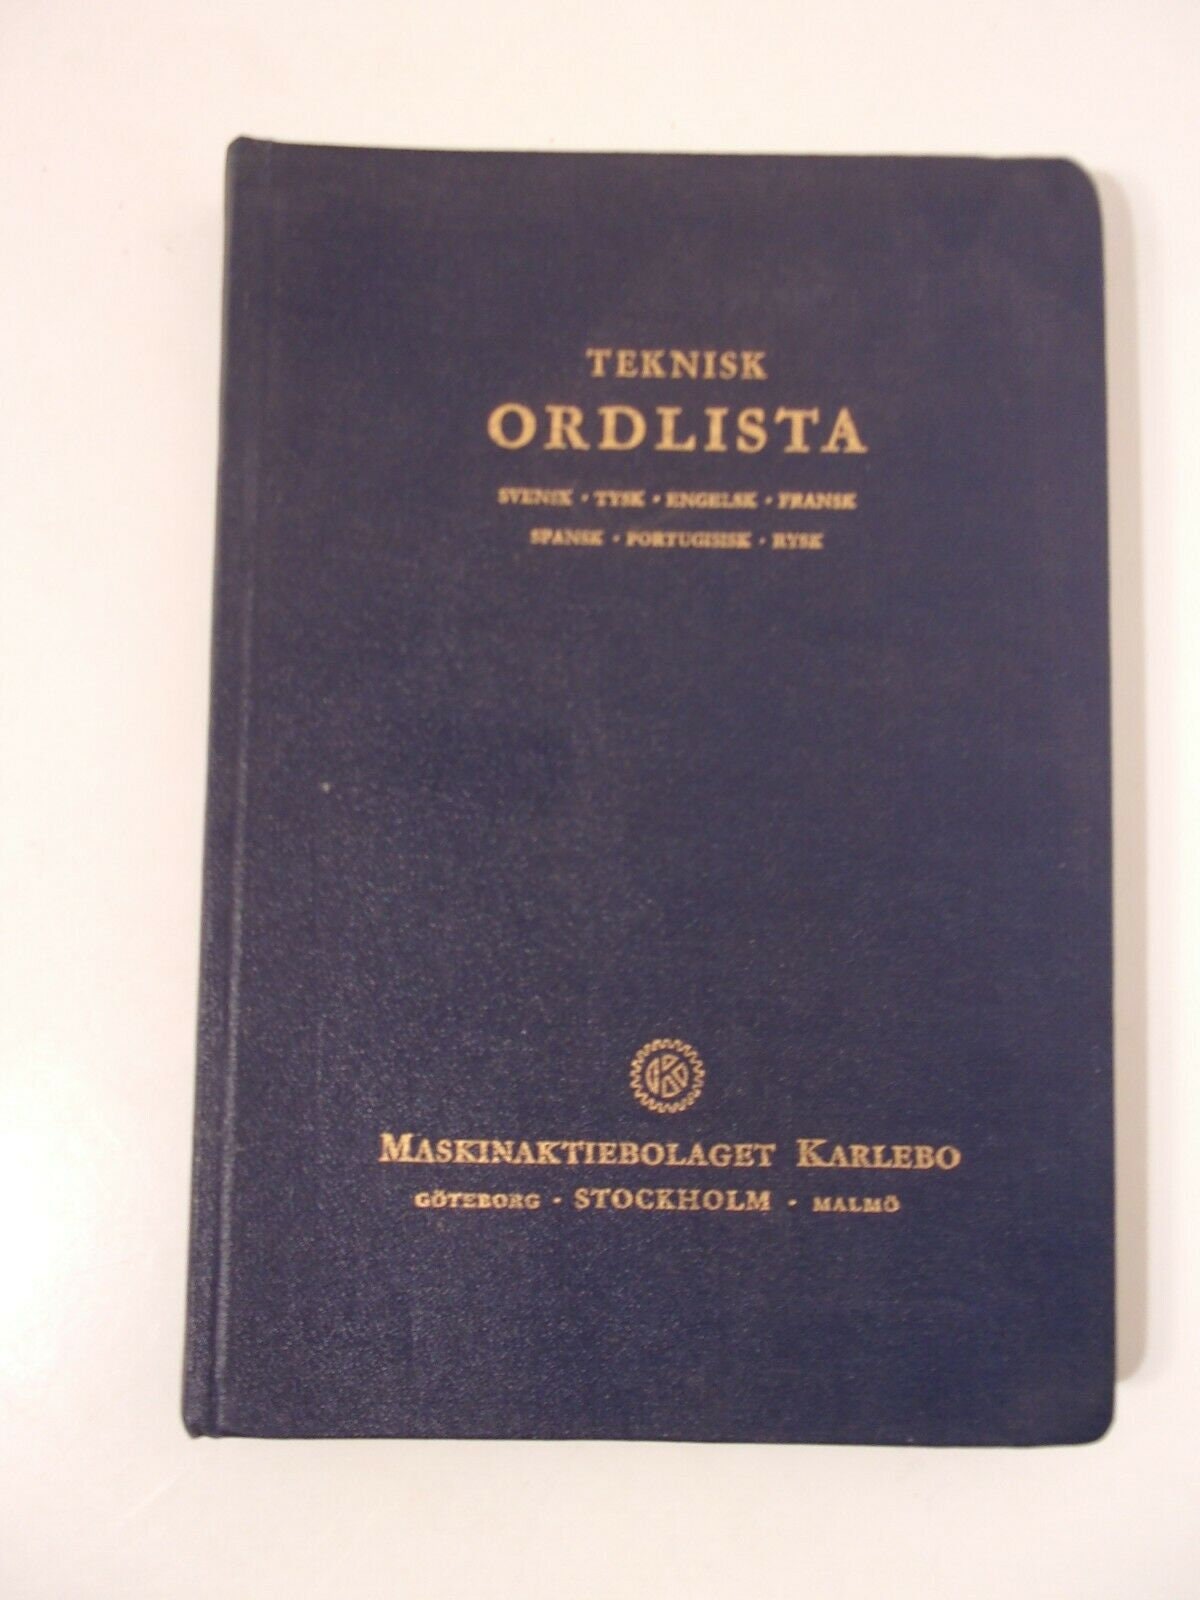 TEKNISK
ORDLISTA
SVENSK · TYSK · ENGELSK · FRANSK
SPANSK · PORTUGISISK · RYSK
MASKINAKTIEBOLAGET KARLEBO
GÖTEBORG · STOCKHOLM · MALMÖ